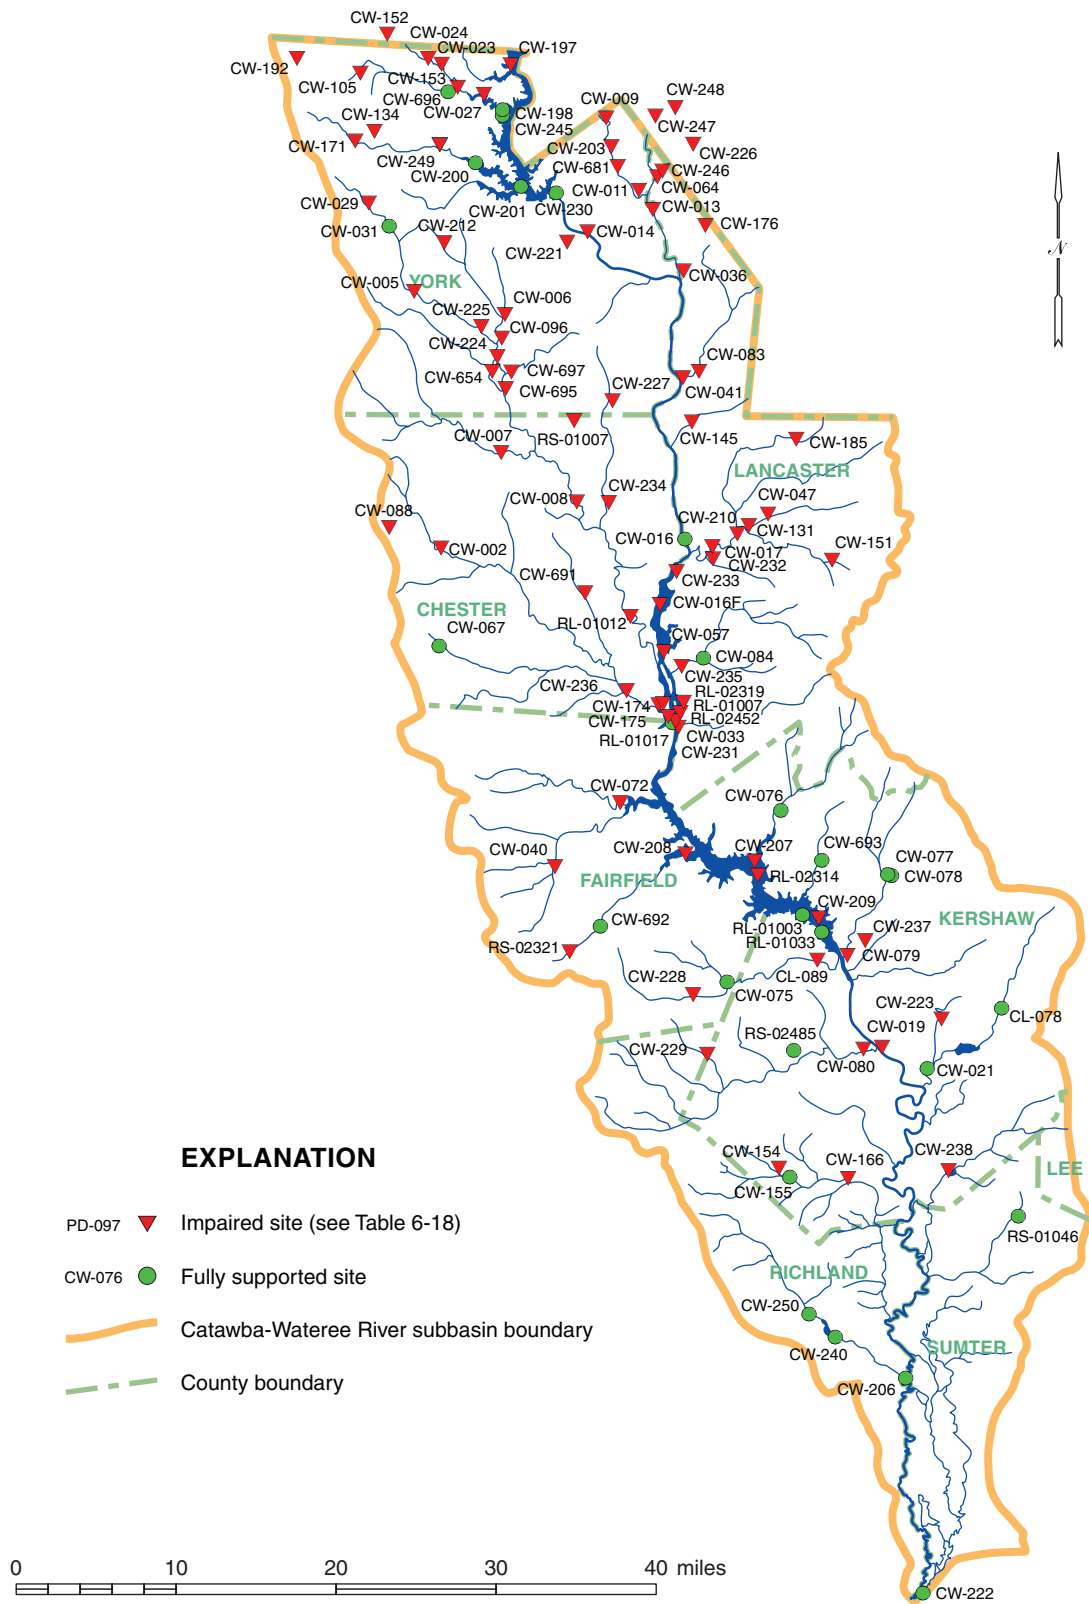 CW-152
CW-024
CW-023
CW-197
CW-192
CW-105
CW-153
CW-696
CW-027
CW-198
CW-245
CW-134
CW-171
CW-249
CW-200
CW-201
CW-230
CW-009
CW-248
CW-247
CW-203
CW-226
CW-681
CW-246
CW-064
CW-011
CW-013
CW-176
CW-029
CW-031
CW-212
CW-014
CW-221
CW-036
N
CW-005
YORK
CW-006
CW-225
CW-096
CW-224
CW-083
CW-654
CW-697
CW-695
CW-227
CW-041
CW-007
RS-01007
CW-145
CW-185
LANCASTER
CW-008
CW-234
CW-047
CW-210
CW-131
CW-088
CW-002
CW-016
CW-017
CW-232
CW-151
CW-233
CW-691
CW-016F
CHESTER
CW-067
RL-01012
CW-057
CW-084
CW-235
CW-236
RL-02319
CW-174
RL-01007
CW-175
RL-02452
RL-01017
CW-033
CW-231
CW-072
CW-076
CW-208
CW-207
CW-693
CW-040
CW-077
CW-078
RL-02314
FAIRFIELD
CW-209
KERSHAW
CW-692
RL-01003
RL-01033
CW-237
RS-02321
CW-079
CL-089
CW-228
CW-075
CW-223
CL-078
RS-02485
CW-019
CW-229
CW-080
CW-021
CW-154
CW-166
CW-238
CW-155
LEE
RS-01046
RICHLAND
CW-250
CW-240
SUMTER
CW-206
CW-222
EXPLANATION
PD-097 Impaired site (see Table 6-18)
CW-076 Fully supported site
Catawba-Wateree River subbasin boundary
County boundary
0 10 20 30 40 miles